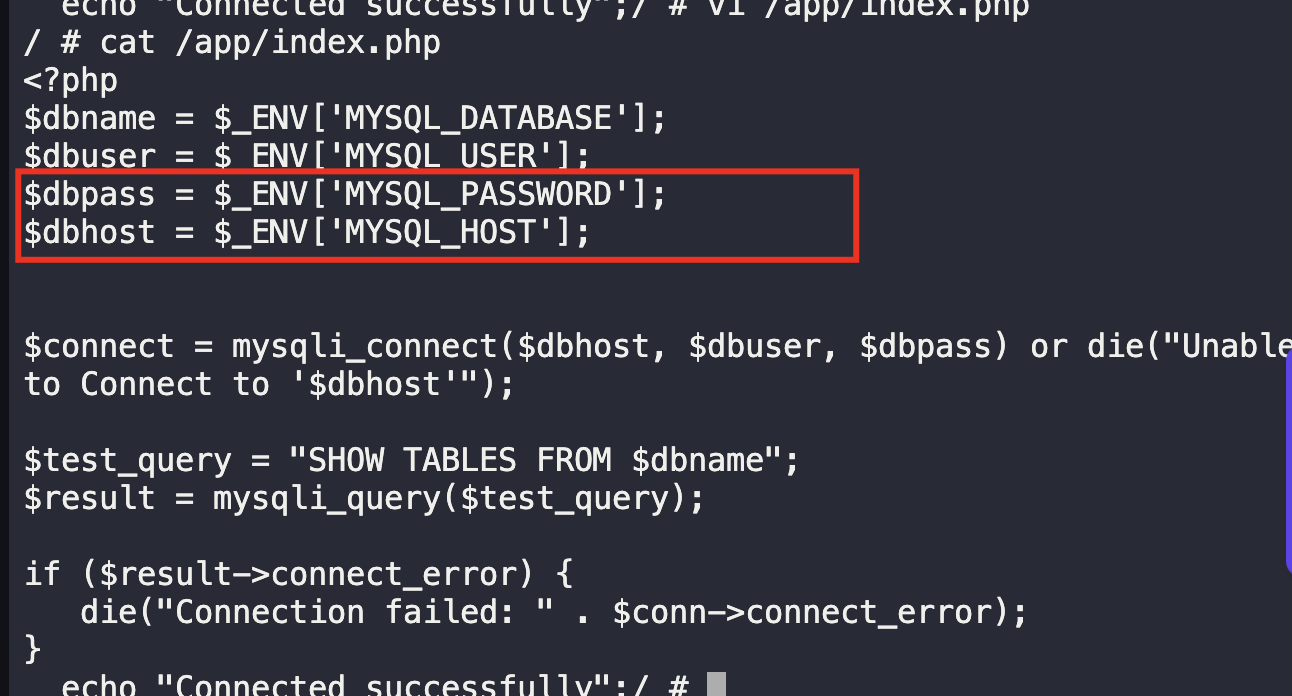 echo "Connected successfully";/ # vi /app/index.php
/ # cat /app/index.php
<?php
$dbname = $_ENV['MYSQL_DATABASE'];
$dbuser = $_ENV['MYSQL_USER'];
$dbpass = $_ENV['MYSQL_PASSWORD'];
$dbhost = $_ENV['MYSQL_HOST'];
$connect = mysqli_connect($dbhost, $dbuser, $dbpass) or die("Unable
to Connect to '$dbhost'");
$test_query = "SHOW TABLES FROM $dbname";
$result = mysqli_query($test_query);
if ($result->connect_error) {
die("Connection failed: " . $conn->connect_error);
}
echo "Connected successfully";/ #